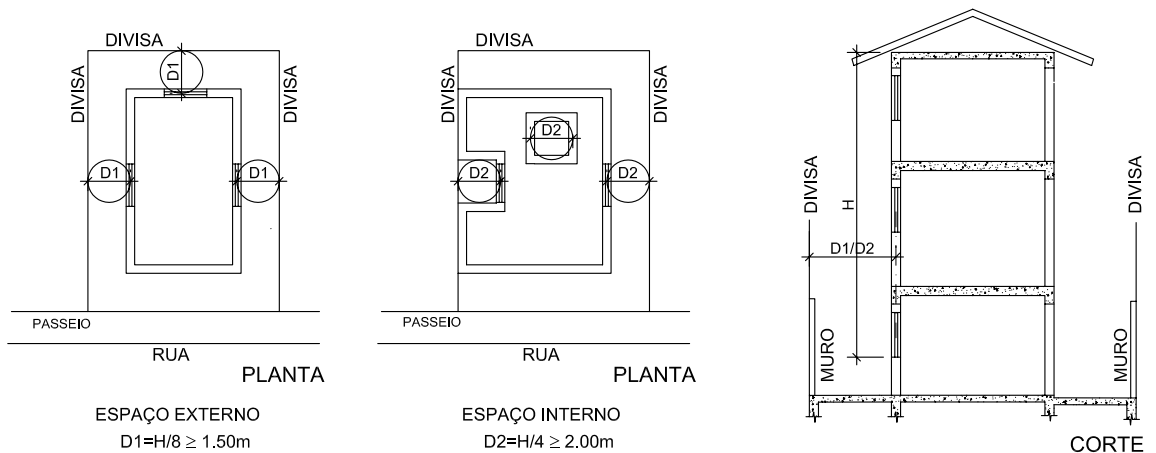 DIVISA
DIVISA
DIVISA
D1
D1
D1
PASSEIO
RUA
PLANTA
ESPAÇO EXTERNO
D1=H/8 ≥ 1.50m
DIVISA
DIVISA
DIVISA
D2
D2
D2
PASSEIO
RUA
PLANTA
ESPAÇO INTERNO
D2=H/4 ≥ 2.00m
DIVISA
H
DIVISA
D1/D2
MURO
MURO
CORTE